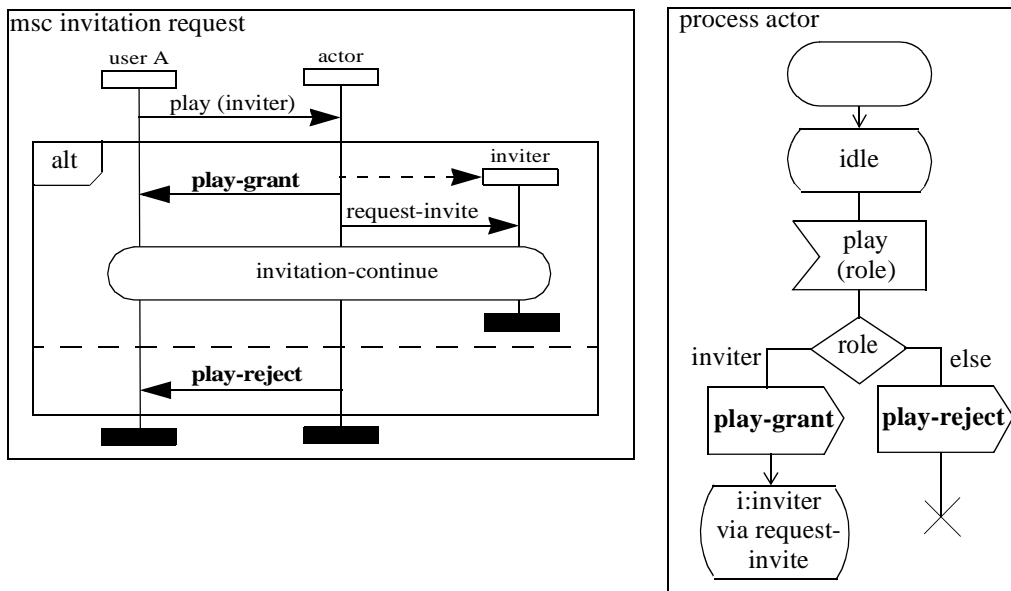 msc invitation request
user A
actor
play (inviter)
alt
inviter
play-grant
request-invite
invitation-continue
play-reject
process actor
idle
play
(role)
role
inviter
else
play-grant
play-reject
i:inviter
via request-
invite